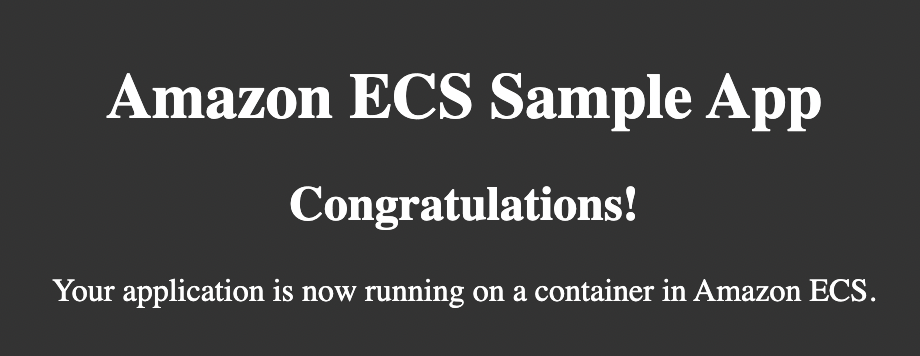 Amazon ECS Sample App
Congratulations!
Your application is now running on a container in Amazon ECS.